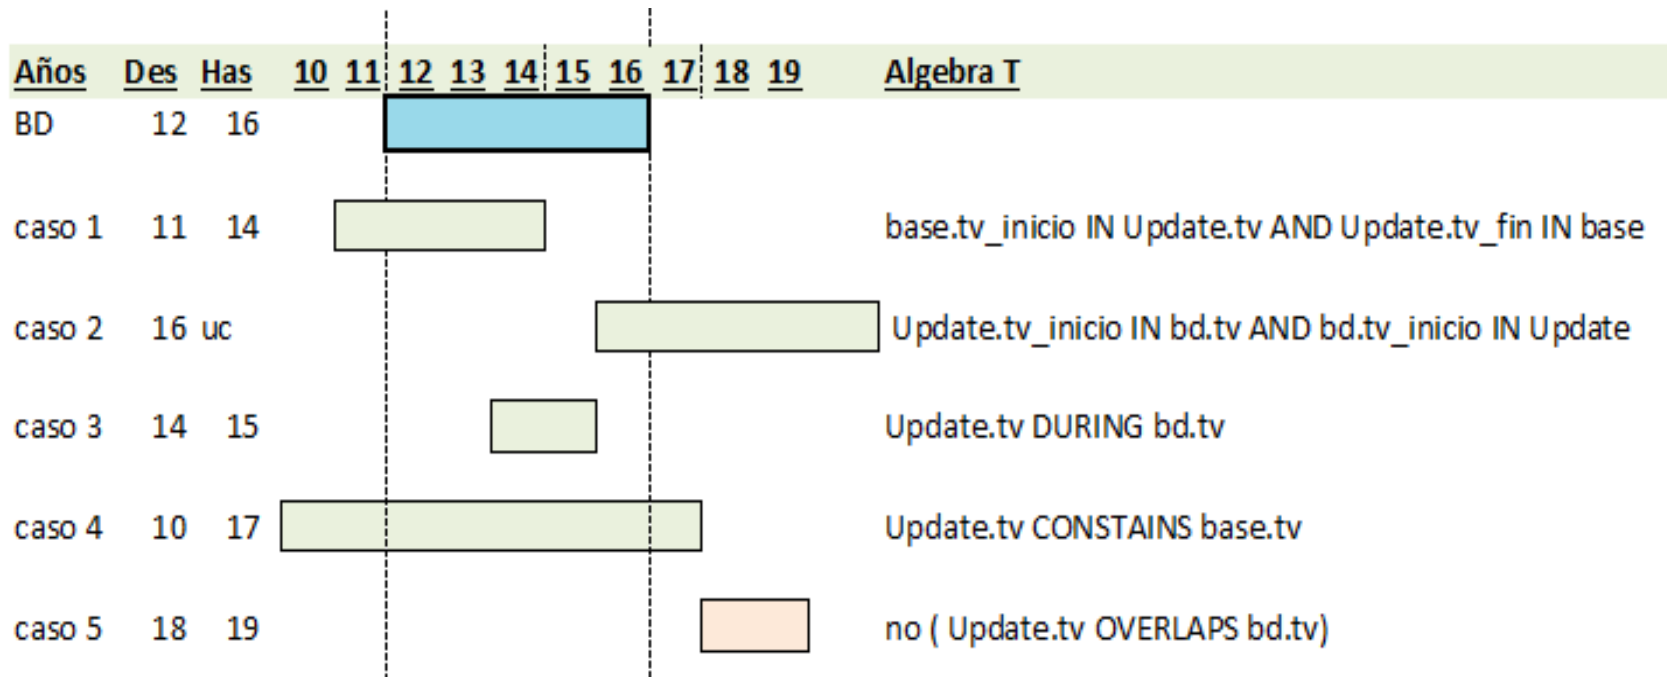 Años Des Has 10 11 12 13 14 15 16 17 18 19 Algebra T
BD 12 16
caso 1 11 14 base.tv_inicio IN Update.tv AND Update.tv_fin IN base
caso 2 16 uc Update.tv_inicio IN bd.tv AND bd.tv_inicio IN Update
caso 3 14 15 Update.tv DURING bd.tv
caso 4 10 17 Update.tv CONSTAINS base.tv
caso 5 18 19 no ( Update.tv OVERLAPS bd.tv)